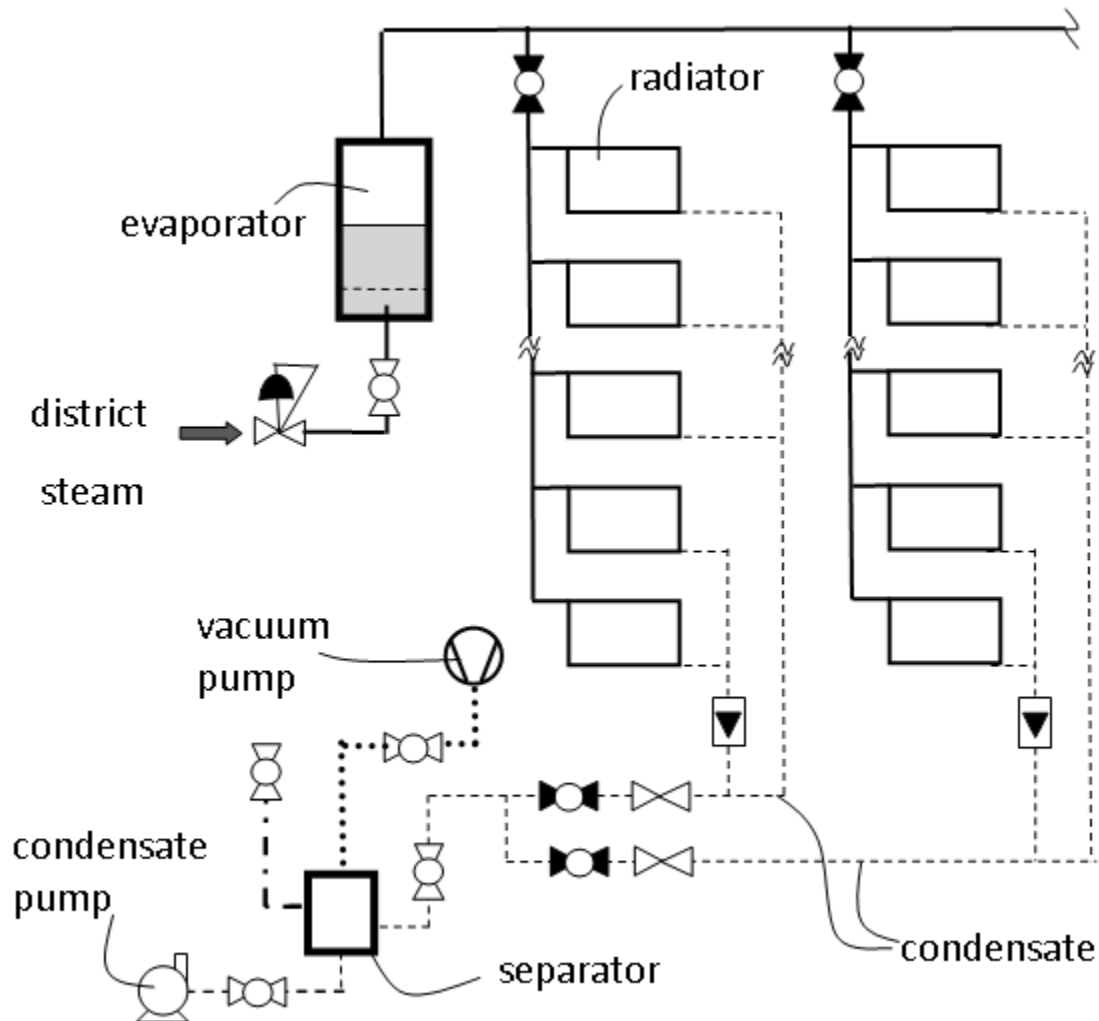 radiator
evaporator
district
steam
vacuum
pump
condensate
pump
separator
condensate